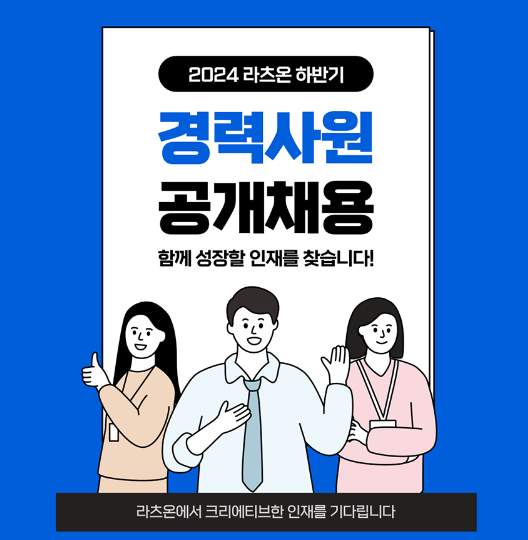 2024 라츠온 하반기
경력사원
공개채용
함께 성장할 인재를 찾습니다!
라츠온에서 크리에티브한 인재를 기다립니다